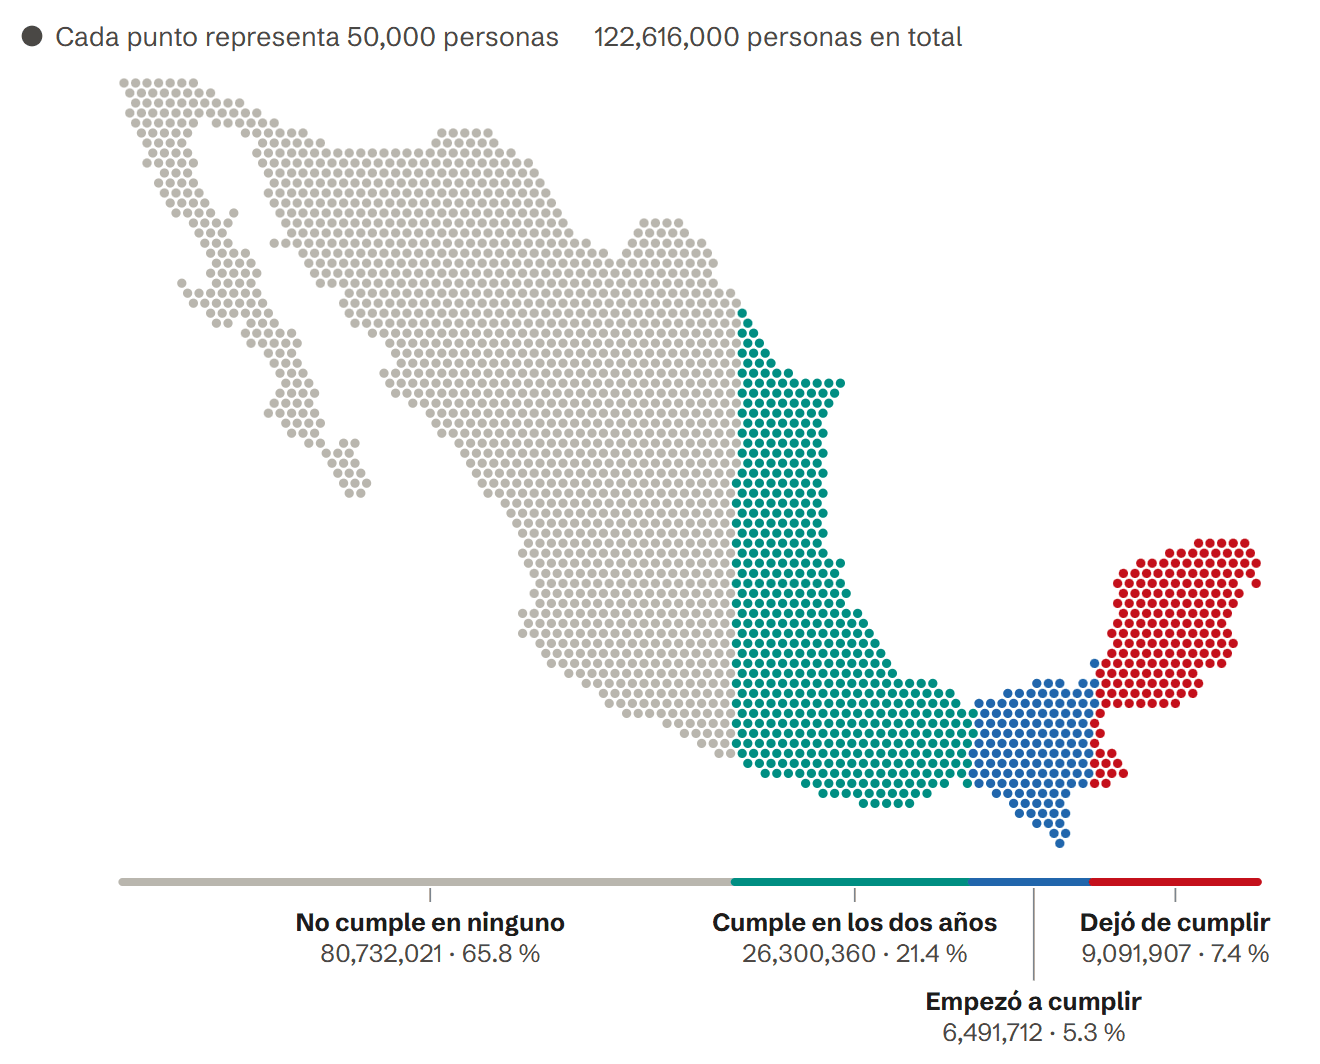 Cada punto representa 50,000 personas 122,616,000 personas en total
No cumple en ninguno
80,732,021 · 65.8 %
Cumple en los dos años
26,300,360 · 21.4 %
Dejó de cumplir
9,091,907 · 7.4 %
Empezó a cumplir
6,491,712 · 5.3 %